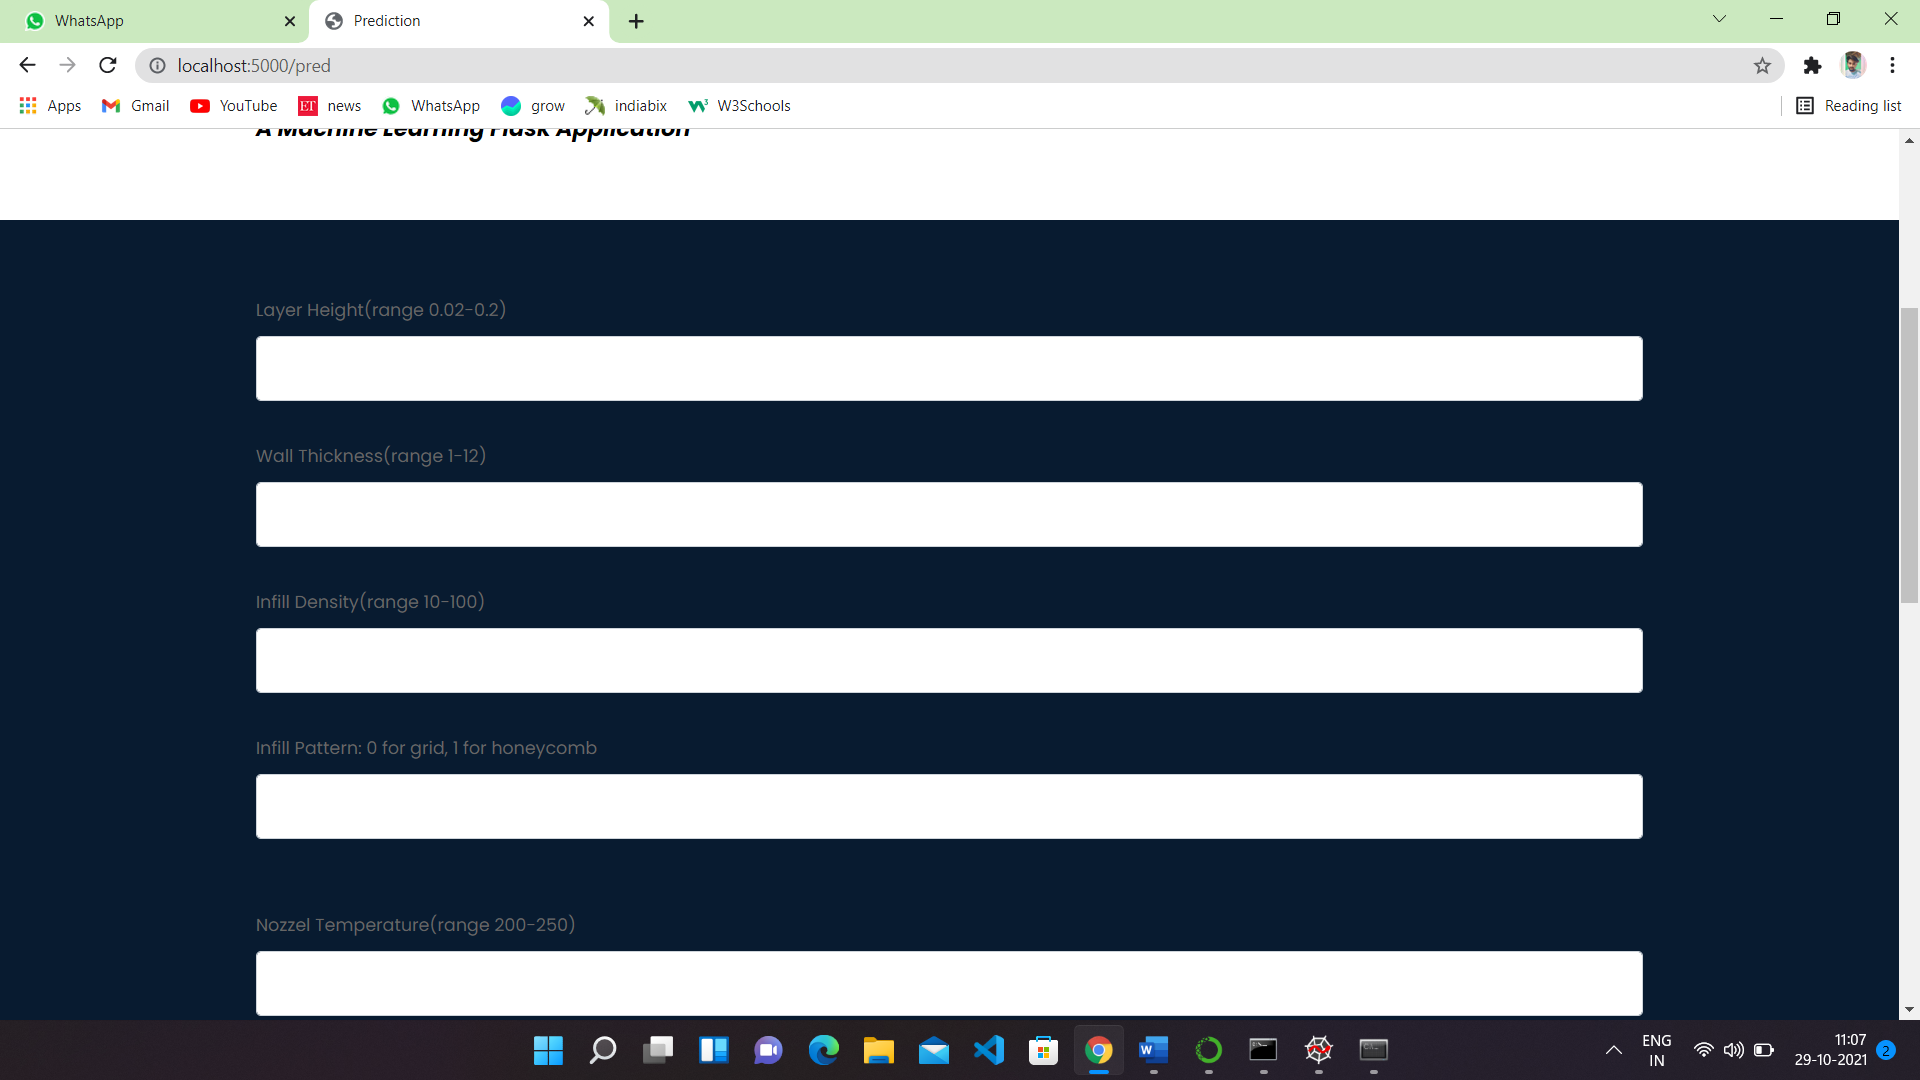 WhatsApp
Prediction
localhost:5000/pred
Apps
Gmail
YouTube
ET news
WhatsApp
grow
indiabix
W3Schools
Reading list
A Machine Learning Flask Application
Layer Height(range 0.02-0.2)
Wall Thickness(range 1-12)
Infill Density(range 10-100)
Infill Pattern: 0 for grid, 1 for honeycomb
Nozzel Temperature(range 200-250)
ENG
IN
11:07
29-10-2021
2